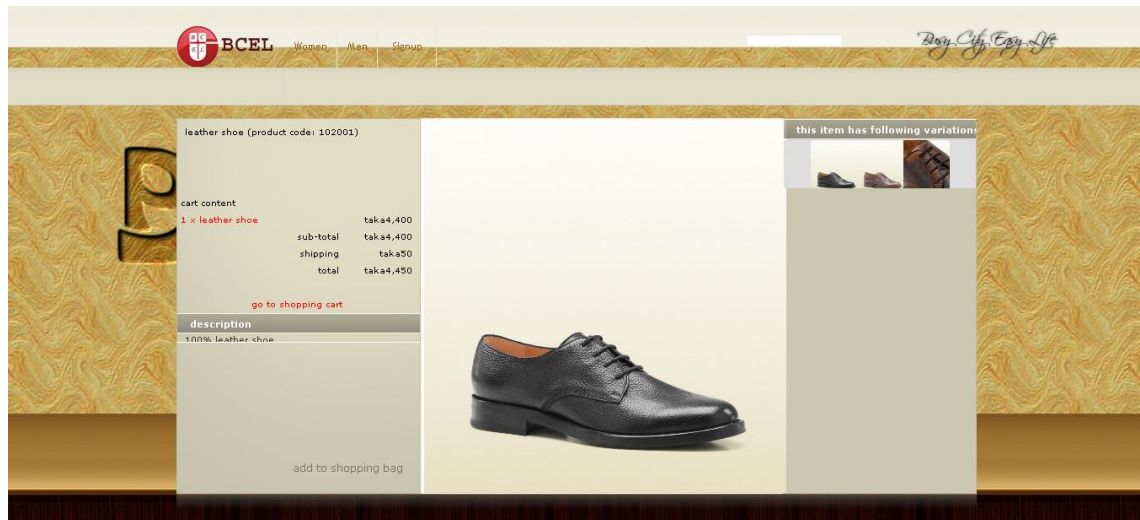 BCEL
Women
Men
Signup
Busy City Easy Life
leather shoe (product code: 102001)
cart content
1 x leather shoe taka4,400
sub-total taka4,400
shipping taka50
total taka4,450
go to shopping cart
description
100% leather shoe
add to shopping bag
this item has following variations